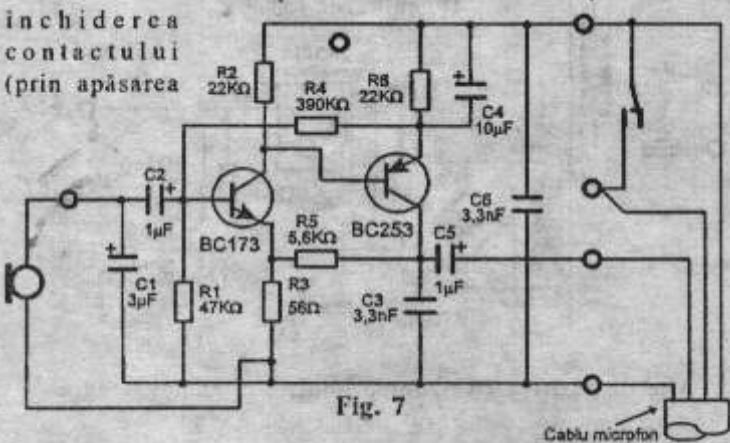 închiderea
contactului
(prin apăsarea
R2
22KΩ
R4
390KΩ
R6
22KΩ
C4
10µF
C2
1µF
BC173
BC253
R5
5,6KΩ
C5
1µF
C6
3,3nF
C1
3µF
R1
47KΩ
R3
56Ω
C3
3,3nF
Fig. 7
Cablu microfon